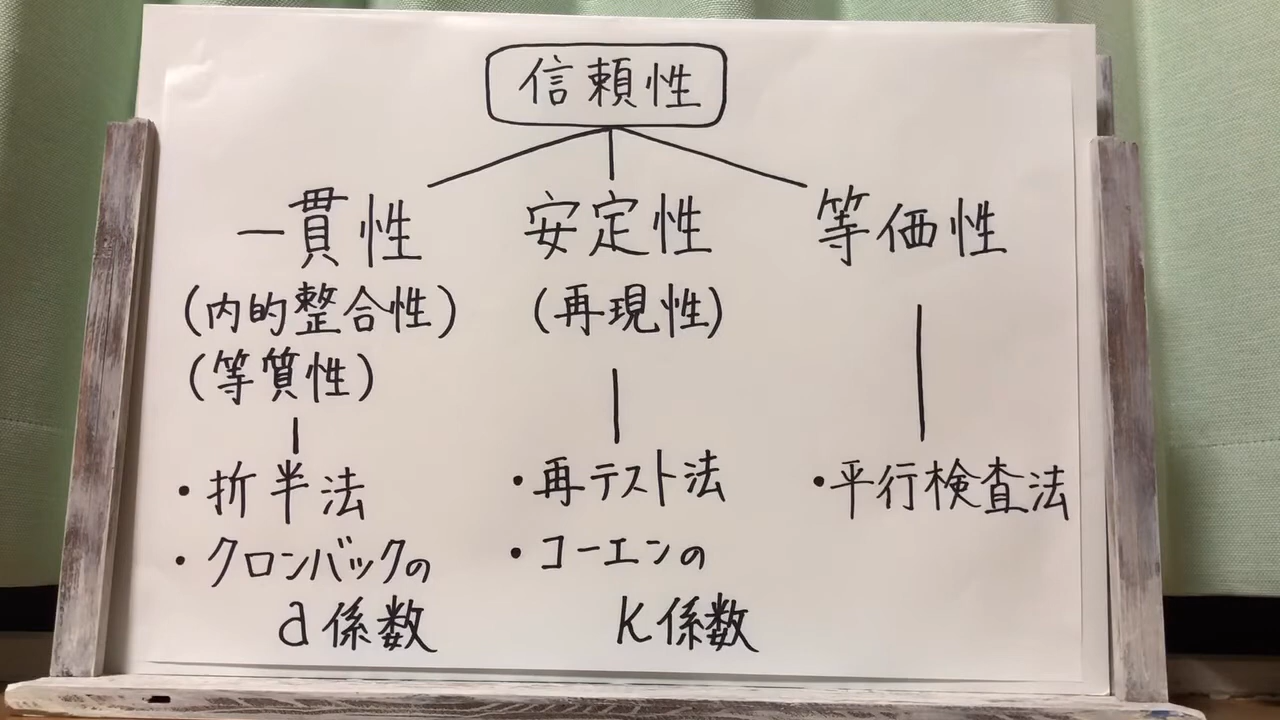 信頼性
一貫性
(内的整合性)
(等質性)
・折半法
・クロンバックの
a係数
安定性
(再現性)
・再テスト法
・コーエンの
k係数
等価性
・平行検査法